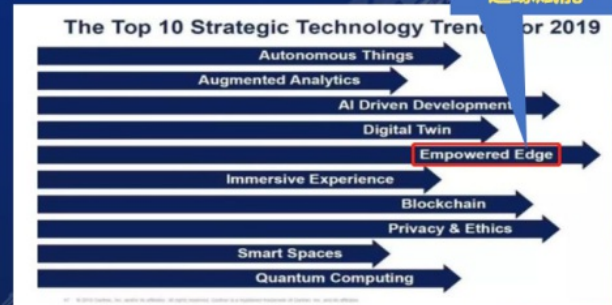 The Top 10 Strategic Technology Tren or 2019
Autonomous Things
Augmented Analytics
AI Driven Development
Digital Twin
Empowered Edge
Immersive Experience
Blockchain
Privacy & Ethics
Smart Spaces
Quantum Computing